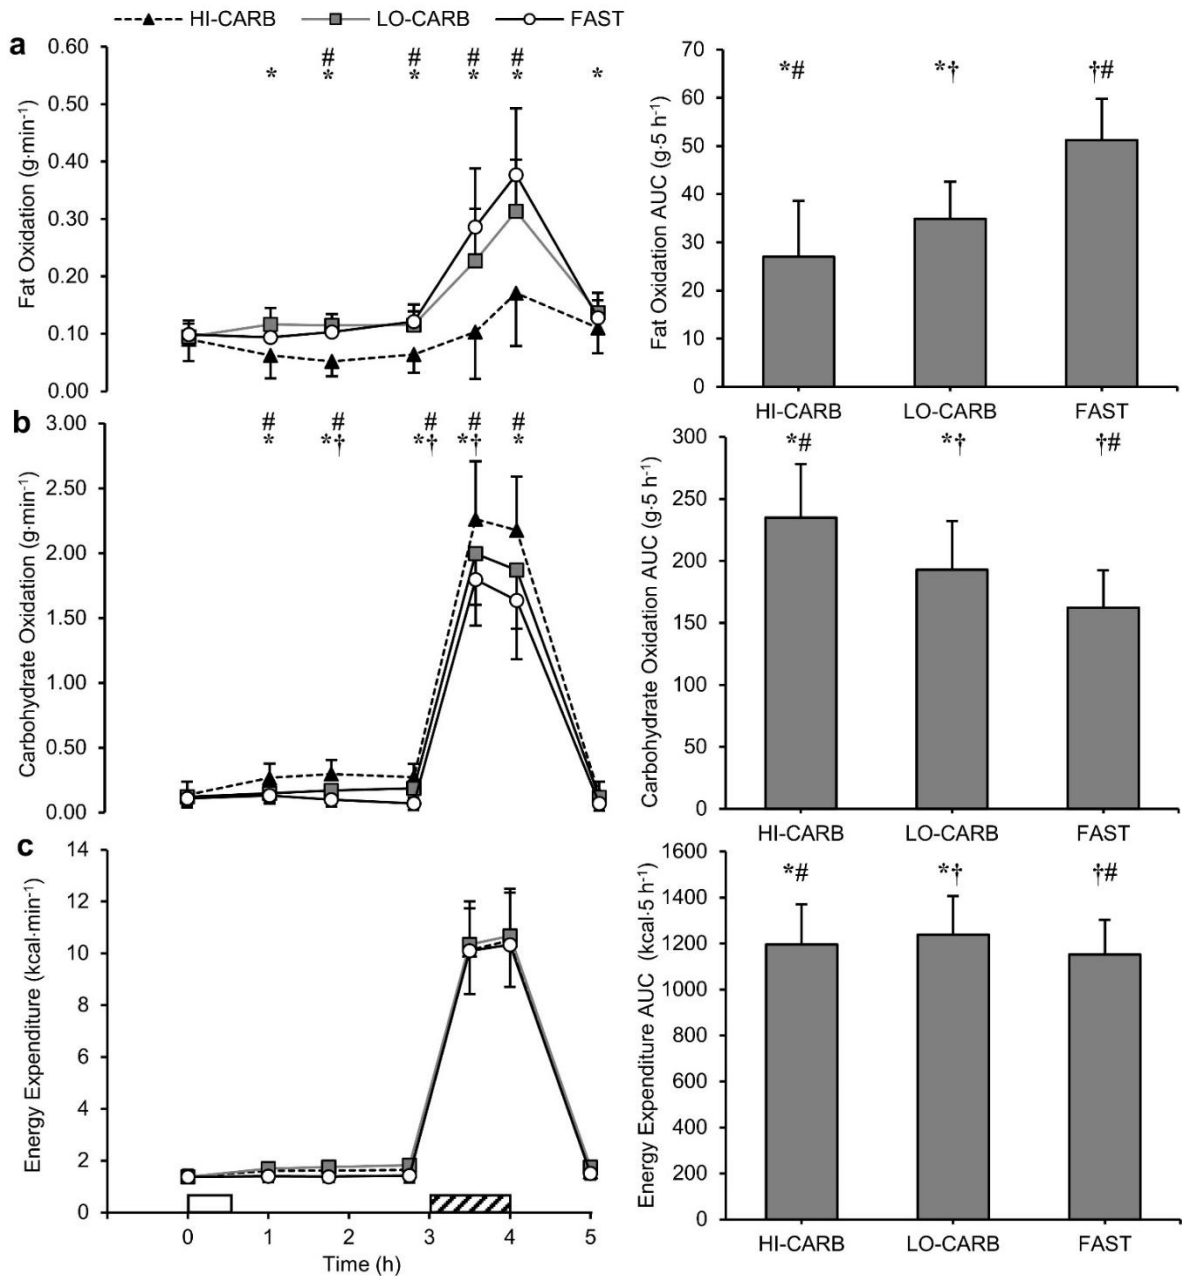 HI-CARB LO-CARB FAST
a
Fat Oxidation (g·min⁻¹)
0.60
0.50
0.40
0.30
0.20
0.10
0.00
# # # #
* * * * * *
Fat Oxidation AUC (g·5 h⁻¹)
70
60
50
40
30
20
10
0
*# *† †#
HI-CARB LO-CARB FAST
b
Carbohydrate Oxidation (g·min⁻¹)
3.00
2.50
2.00
1.50
1.00
0.50
0.00
# # # # #
* *† *† *† *
Carbohydrate Oxidation AUC (g·5 h⁻¹)
300
250
200
150
100
50
0
*# *† †#
HI-CARB LO-CARB FAST
c
Energy Expenditure (kcal·min⁻¹)
14
12
10
8
6
4
2
0
0 1 2 3 4 5
Time (h)
Energy Expenditure AUC (kcal·5 h⁻¹)
1600
1400
1200
1000
800
600
400
200
0
*# *† †#
HI-CARB LO-CARB FAST